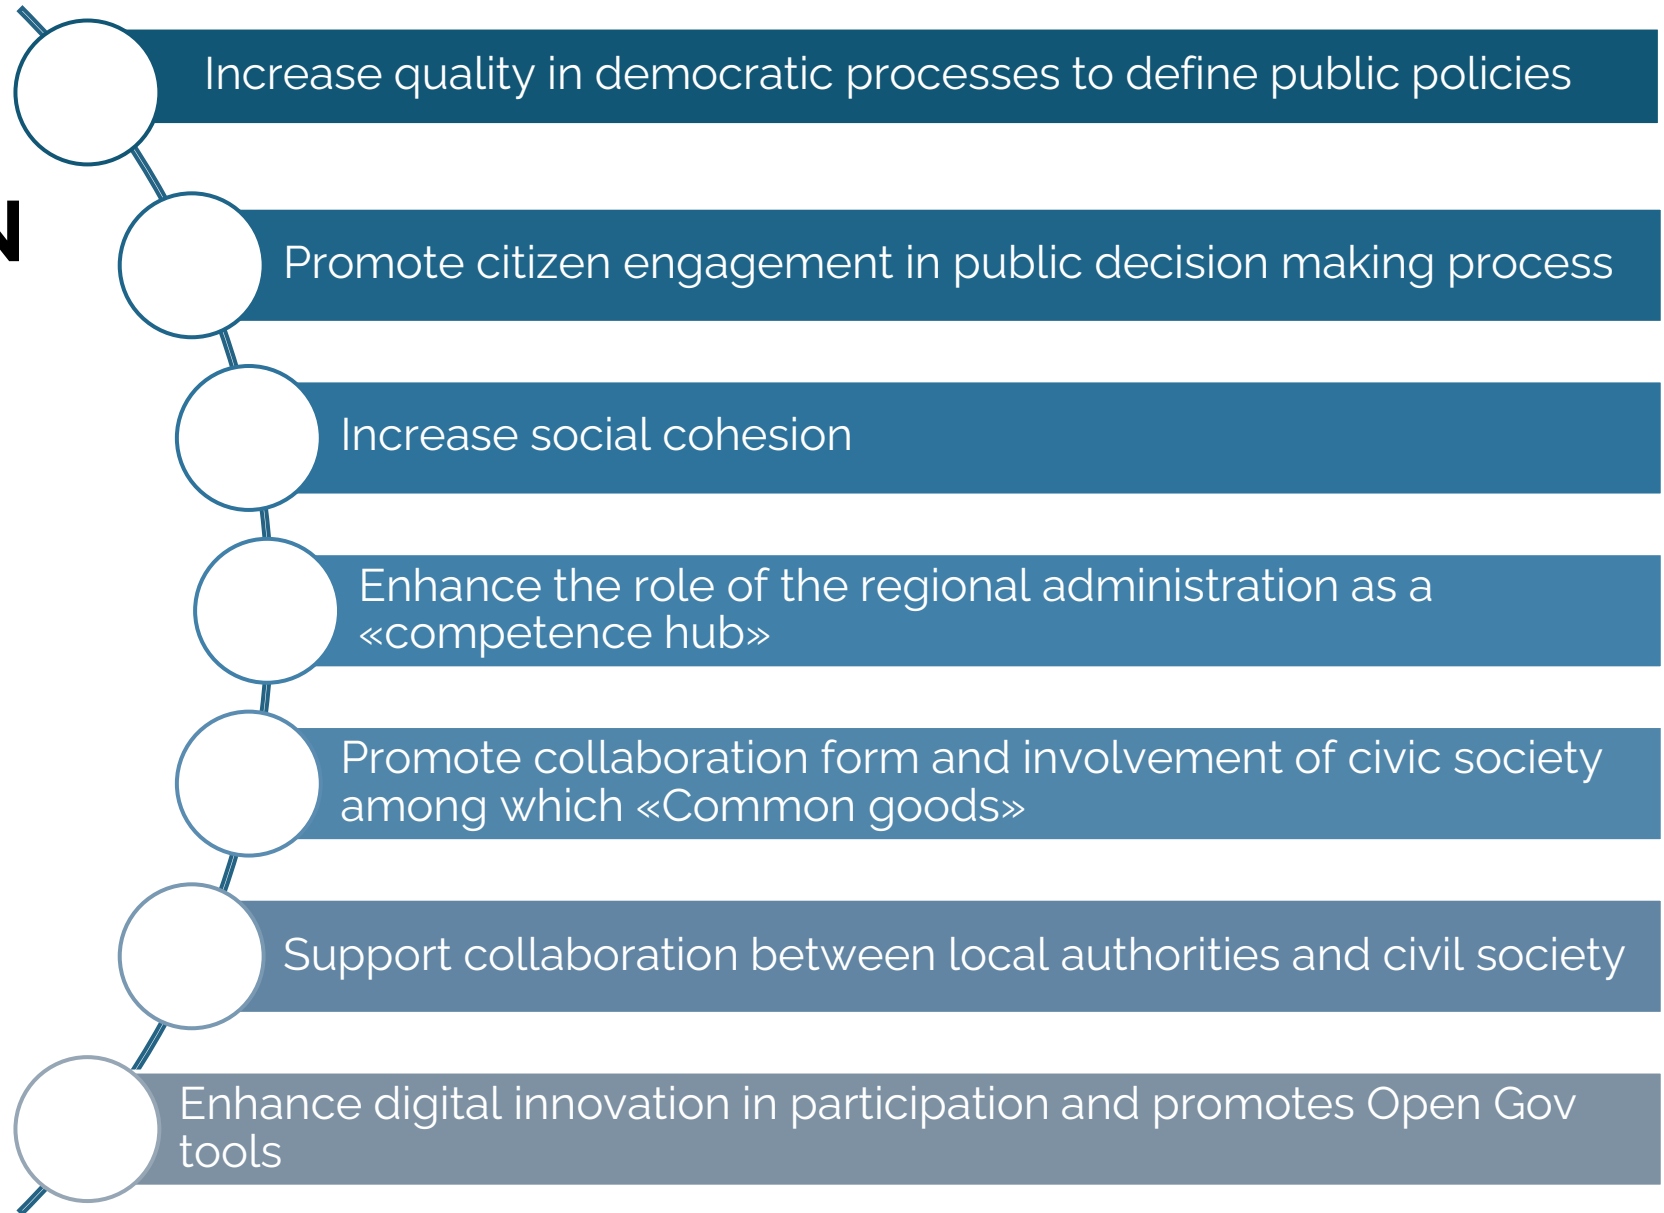 Increase quality in democratic processes to define public policies
N
Promote citizen engagement in public decision making process
Increase social cohesion
Enhance the role of the regional administration as a
«competence hub»
Promote collaboration form and involvement of civic society
among which «Common goods»
Support collaboration between local authorities and civil society
Enhance digital innovation in participation and promotes Open Gov
tools